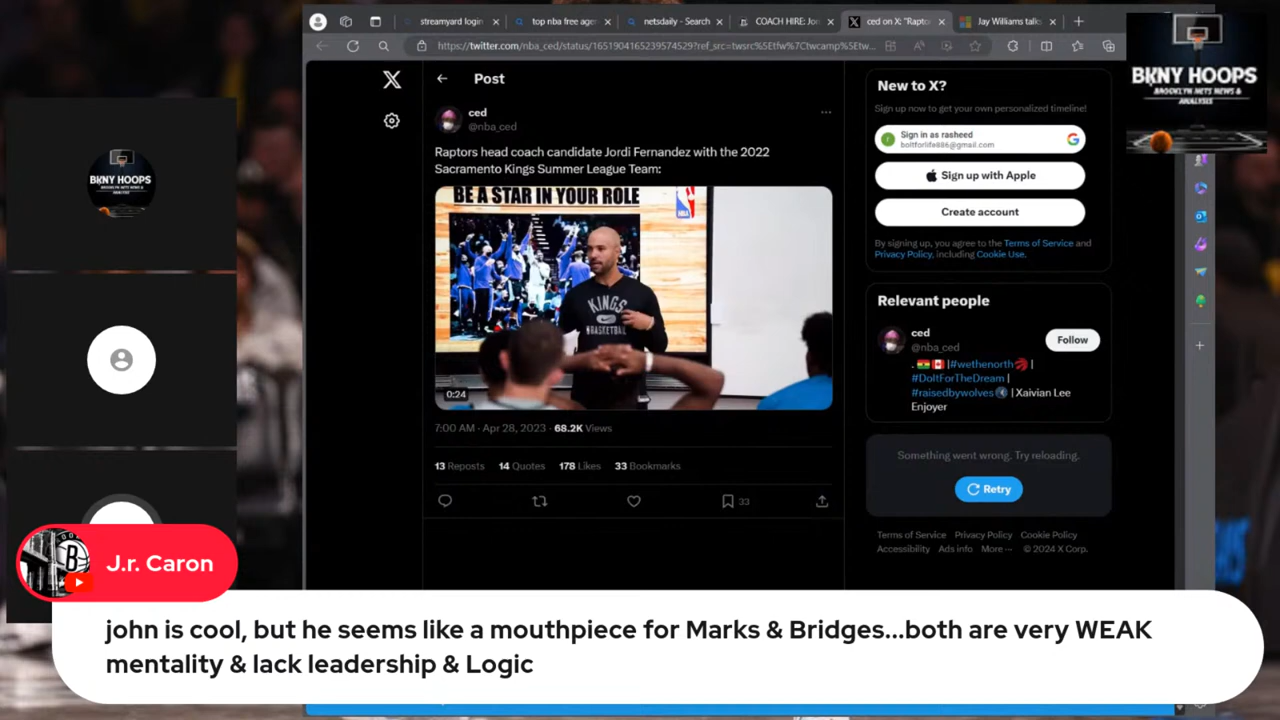 streamyard login
top nba free age
netsdaily - Search
COACH HIRE: Jo
ced on X: "Rapto
Jay Williams talks
https://twitter.com/nba_ced/status/1651904165239574529?ref_src=twsrc%5Etfw%7Ctwcamp%5Etw...
BKNY HOOPS
BROOKLYN NETS NEWS &
ANALYSIS
Post
ced
@nba_ced
Raptors head coach candidate Jordi Fernandez with the 2022
Sacramento Kings Summer League Team:
BE A STAR IN YOUR ROLE
NBA
KINGS
BASKETBALL
0:24
7:00 AM · Apr 28, 2023 · 68.2K Views
13 Reposts 14 Quotes 178 Likes 33 Bookmarks
33
New to X?
Sign up now to get your own personalized timeline!
Sign in as rasheed
boltforlife886@gmail.com
Sign up with Apple
Create account
By signing up, you agree to the Terms of Service and
Privacy Policy, including Cookie Use.
Relevant people
ced
@nba_ced
Follow
. |#wethenorth |
#DoItForTheDream |
#raisedbywolves | Xaivian Lee
Enjoyer
Something went wrong. Try reloading.
Retry
Terms of Service Privacy Policy Cookie Policy
Accessibility Ads info More ··· © 2024 X Corp.
BKNY HOOPS
B
J.r. Caron
john is cool, but he seems like a mouthpiece for Marks & Bridges...both are very WEAK
mentality & lack leadership & Logic